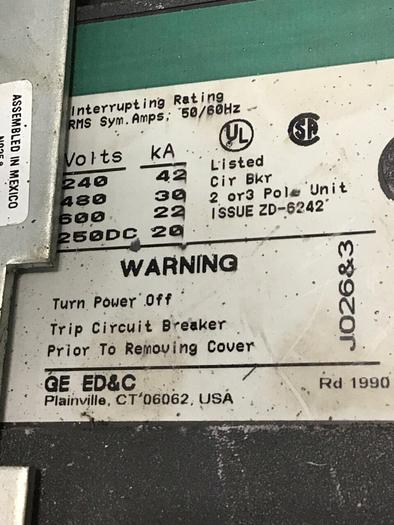 Interrupting Rating
RMS Sym. Amps, 50/60Hz
Volts kA
240 42
480 30
600 22
250DC 20
UL
Listed
Cir Bkr
2 or3 Pole Unit
ISSUE ZD-6242
WARNING
Turn Power Off
Trip Circuit Breaker
Prior To Removing Cover
GE ED&C
Plainville, CT 06062, USA
Rd 1990
J026&3
ASSEMBLED IN MEXICO